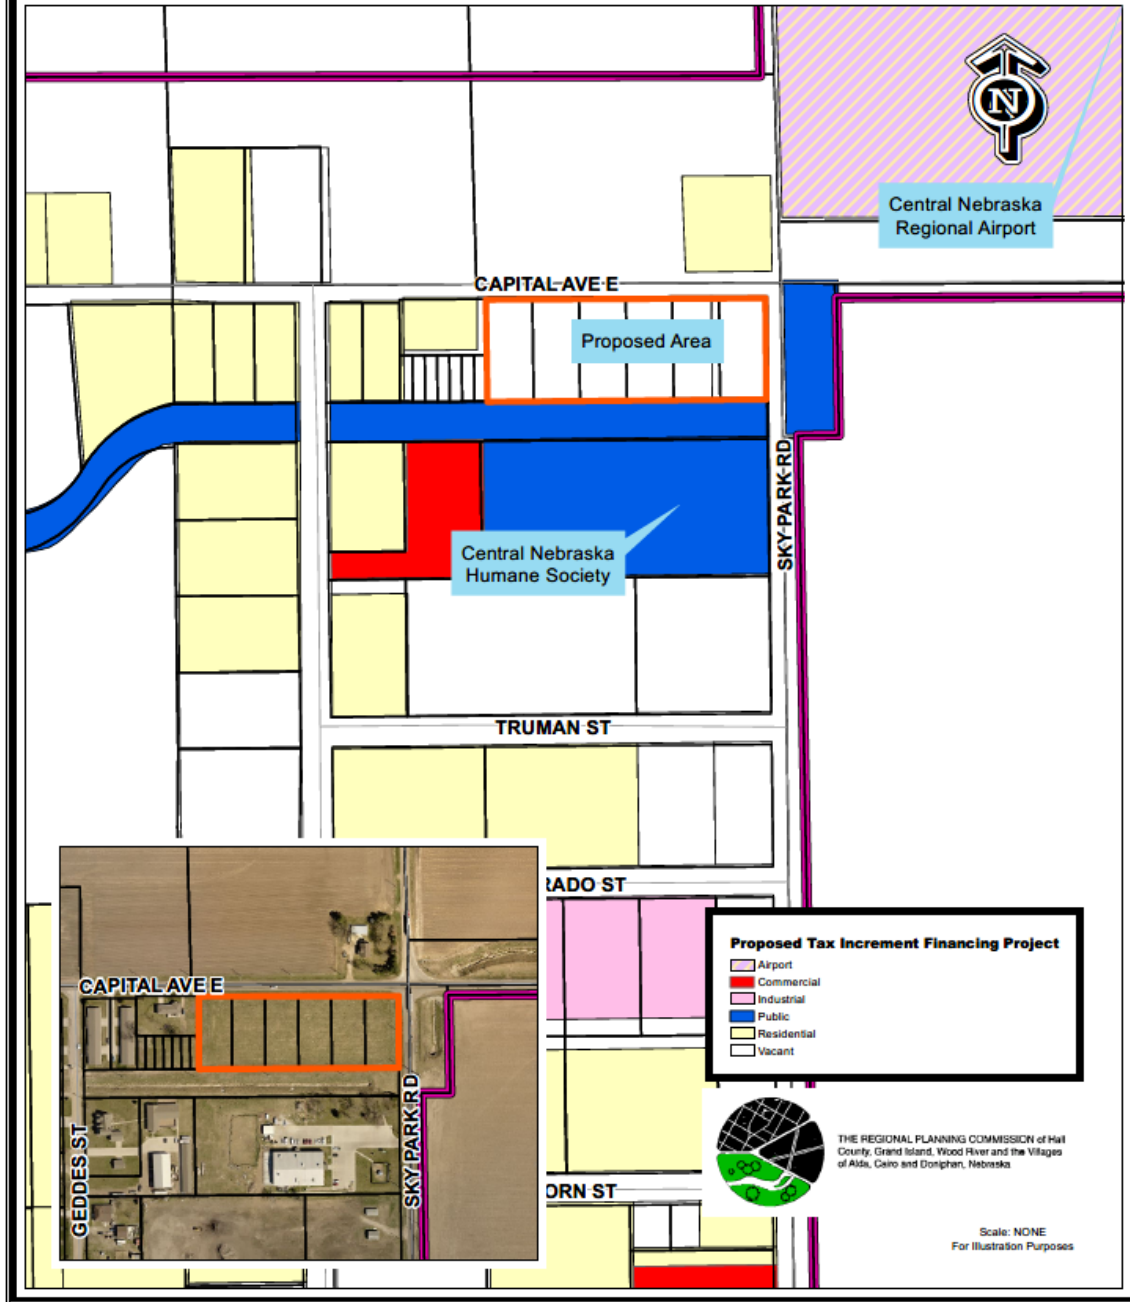 N
Central Nebraska
Regional Airport
CAPITAL AVE E
Proposed Area
SKY PARK RD
Central Nebraska
Humane Society
TRUMAN ST
RADO ST
CAPITAL AVE E
GEDDES ST
SKY PARK RD
ORN ST
Proposed Tax Increment Financing Project
Airport
Commercial
Industrial
Public
Residential
Vacant
THE REGIONAL PLANNING COMMISSION of Hall
County, Grand Island, Wood River and the Villages
of Alda, Cairo and Doniphan, Nebraska
Scale: NONE
For Illustration Purposes